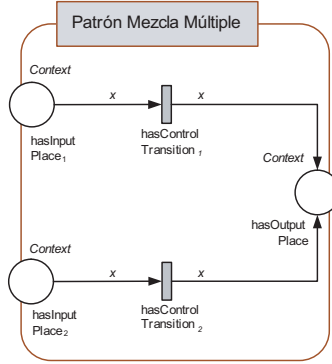 Patrón Mezcla Múltiple
Context
x
x
hasInput
Place1
hasControl
Transition 1
Context
hasOutput
Place
Context
x
x
hasInput
Place2
hasControl
Transition 2